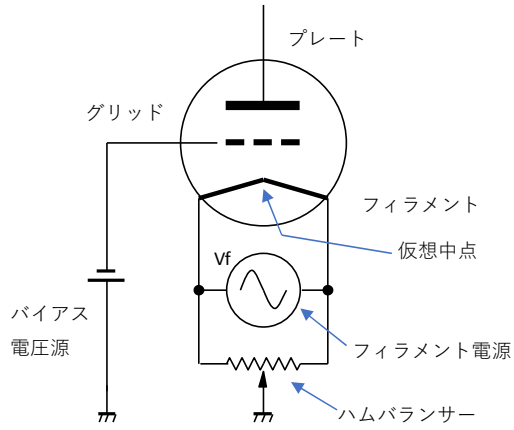 プレート
グリッド
フィラメント
仮想中点
Vf
バイアス
電圧源
フィラメント電源
ハムバランサー